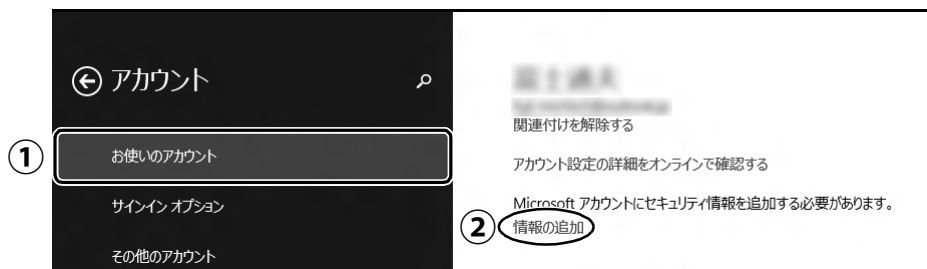 アカウント
① お使いのアカウント
サインイン オプション
その他のアカウント
関連付けを解除する
アカウント設定の詳細をオンラインで確認する
Microsoft アカウントにセキュリティ情報を追加する必要があります。
② 情報の追加